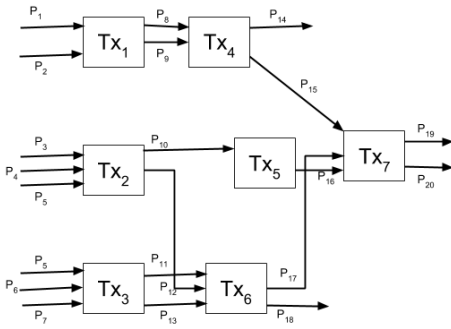 P1 P8 P14
Tx1 Tx4
P2 P9
P15
P3 P10 P19
P4 Tx2 Tx5 Tx7
P5 P16 P20
P5 P11 P17
P6 Tx3 P12 Tx6
P7 P13 P18